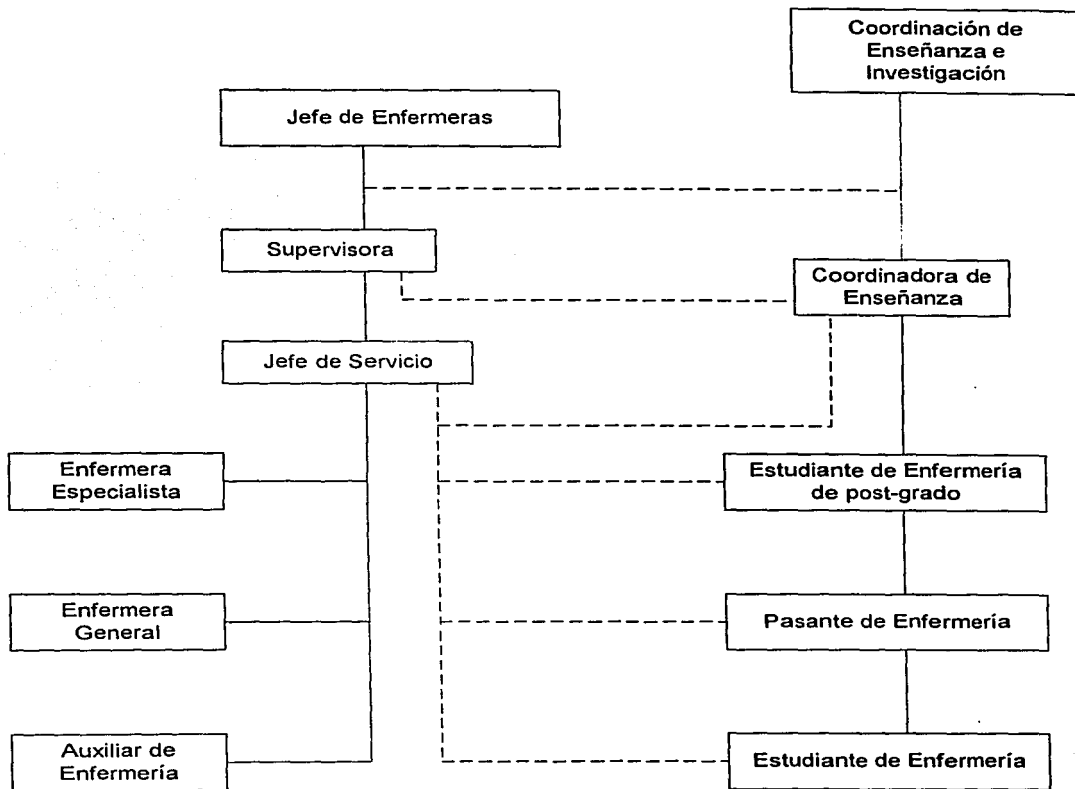 Coordinación de
Enseñanza e
Investigación
Jefe de Enfermeras
Supervisora
Coordinadora de
Enseñanza
Jefe de Servicio
Enfermera
Especialista
Estudiante de Enfermería
de post-grado
Enfermera
General
Pasante de Enfermería
Auxiliar de
Enfermería
Estudiante de Enfermería